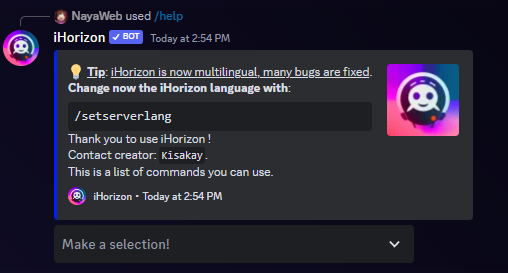 NayaWeb used /help
iHorizon ✓ BOT Today at 2:54 PM
💡 Tip: iHorizon is now multilingual, many bugs are fixed.
Change now the iHorizon language with:
/setserverlang
Thank you to use iHorizon !
Contact creator: Kisakay .
This is a list of commands you can use.
iHorizon • Today at 2:54 PM
Make a selection!